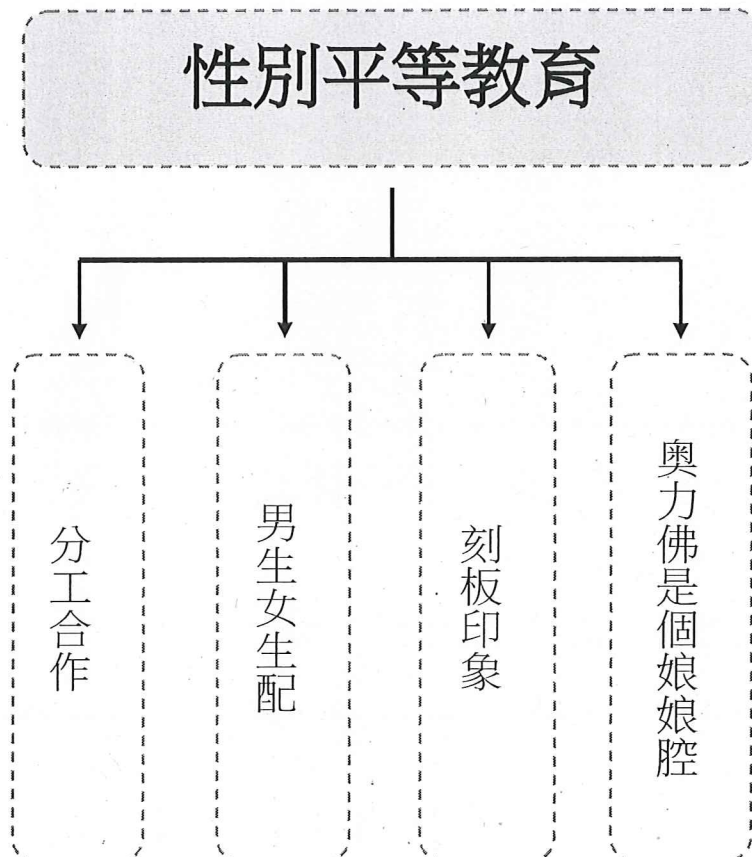 性別平等教育
奧力佛是個娘娘腔
刻板印象
男生女生配
分工合作